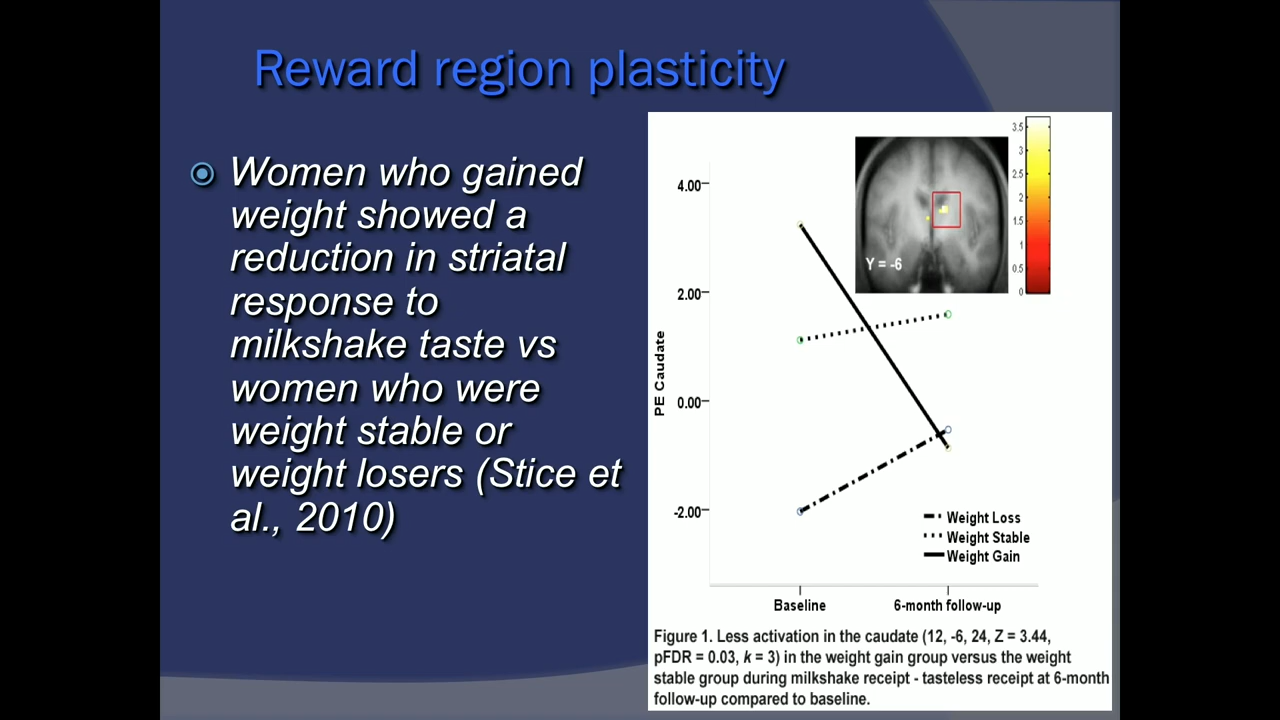 Reward region plasticity
Women who gained
weight showed a
reduction in striatal
response to
milkshake taste vs
women who were
weight stable or
weight losers (Stice et
al., 2010)
3.5
3
2.5
2
1.5
1
0.5
0
Y = -6
4.00
2.00
0.00
-2.00
PE Caudate
Weight Loss
Weight Stable
Weight Gain
Baseline
6-month follow-up
Figure 1. Less activation in the caudate (12, -6, 24, Z = 3.44,
pFDR = 0.03, k = 3) in the weight gain group versus the weight
stable group during milkshake receipt - tasteless receipt at 6-month
follow-up compared to baseline.